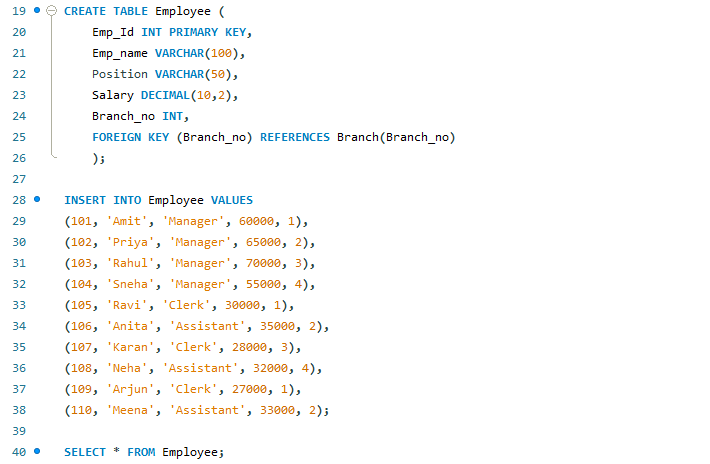 19 CREATE TABLE Employee (
20 Emp_Id INT PRIMARY KEY,
21 Emp_name VARCHAR(100),
22 Position VARCHAR(50),
23 Salary DECIMAL(10,2),
24 Branch_no INT,
25 FOREIGN KEY (Branch_no) REFERENCES Branch(Branch_no)
26 );
27
28 INSERT INTO Employee VALUES
29 (101, 'Amit', 'Manager', 60000, 1),
30 (102, 'Priya', 'Manager', 65000, 2),
31 (103, 'Rahul', 'Manager', 70000, 3),
32 (104, 'Sneha', 'Manager', 55000, 4),
33 (105, 'Ravi', 'Clerk', 30000, 1),
34 (106, 'Anita', 'Assistant', 35000, 2),
35 (107, 'Karan', 'Clerk', 28000, 3),
36 (108, 'Neha', 'Assistant', 32000, 4),
37 (109, 'Arjun', 'Clerk', 27000, 1),
38 (110, 'Meena', 'Assistant', 33000, 2);
39
40 SELECT * FROM Employee;